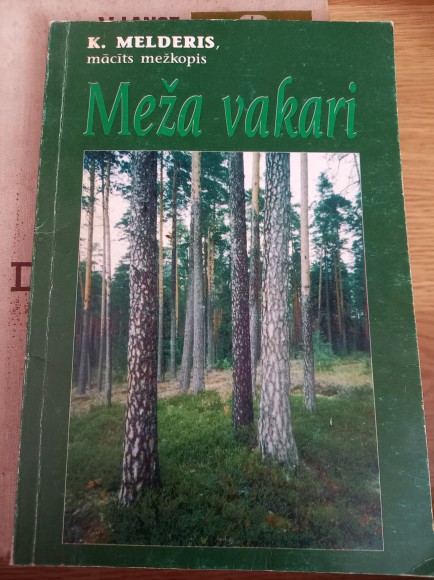 K. MELDERIS,
mācīts mežkopis
Meža vakari